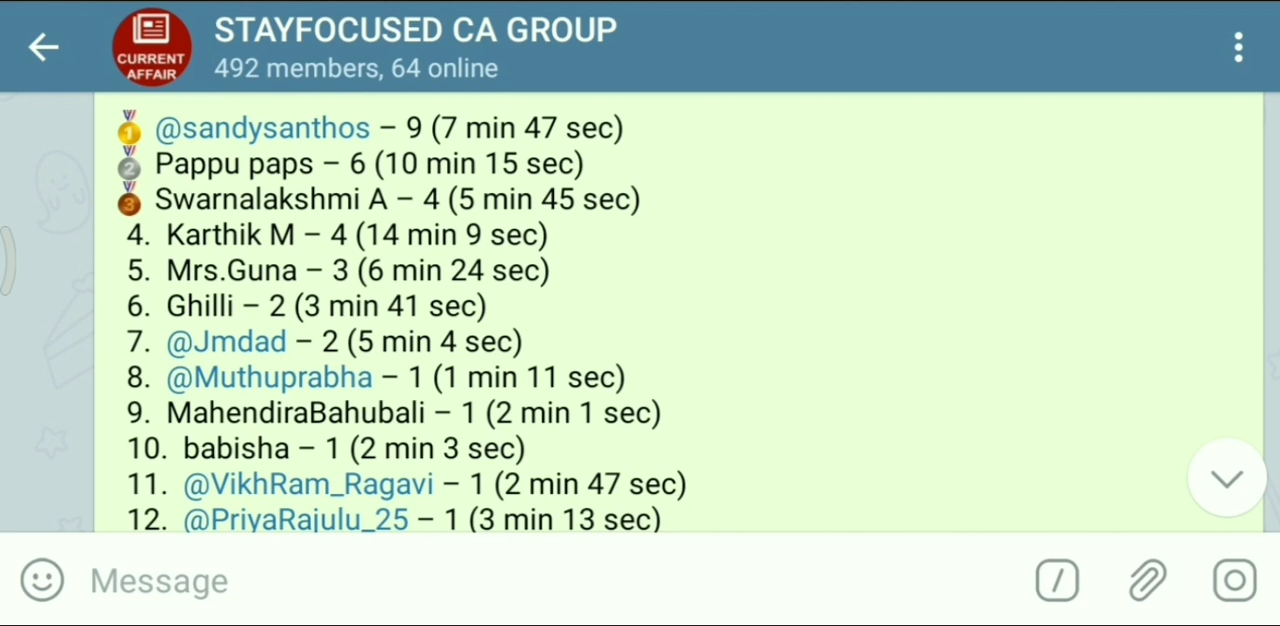 STAYFOCUSED CA GROUP
CURRENT
AFFAIR
492 members, 64 online
1 @sandysanthos – 9 (7 min 47 sec)
2 Pappu paps – 6 (10 min 15 sec)
3 Swarnalakshmi A – 4 (5 min 45 sec)
4. Karthik M – 4 (14 min 9 sec)
5. Mrs.Guna – 3 (6 min 24 sec)
6. Ghilli – 2 (3 min 41 sec)
7. @Jmdad – 2 (5 min 4 sec)
8. @Muthuprabha – 1 (1 min 11 sec)
9. MahendiraBahubali – 1 (2 min 1 sec)
10. babisha – 1 (2 min 3 sec)
11. @VikhRam_Ragavi – 1 (2 min 47 sec)
12. @PriyaRajulu_25 – 1 (3 min 13 sec)
Message